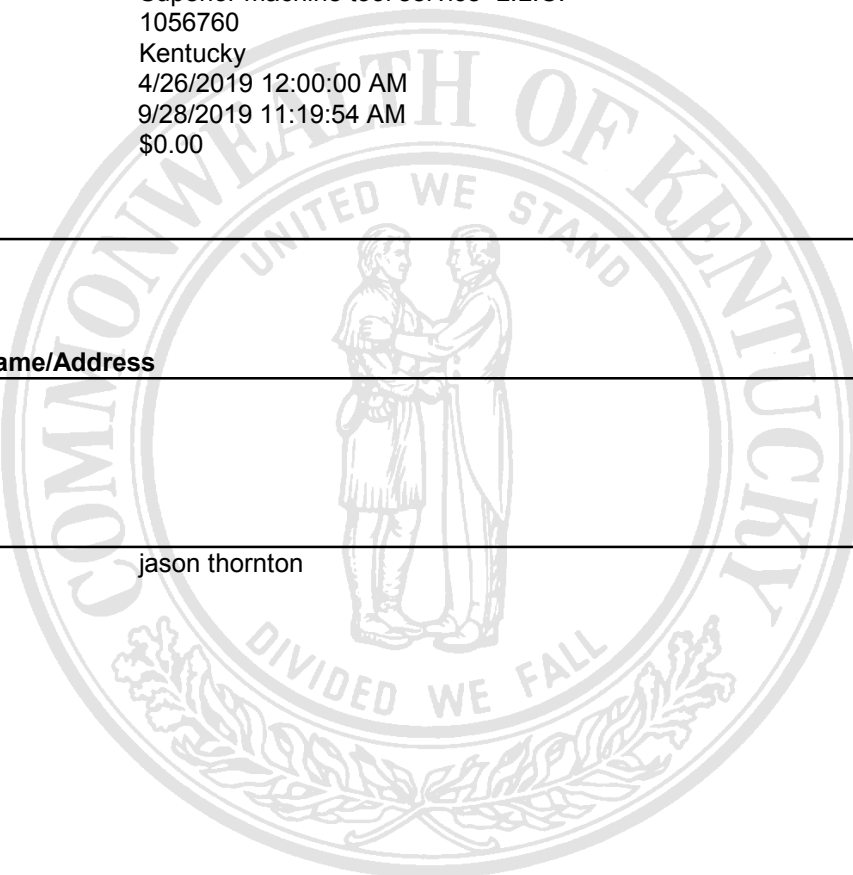 1056760
Kentucky
4/26/2019 12:00:00 AM
9/28/2019 11:19:54 AM
$0.00
COMMONWEALTH OF KENTUCKY
UNITED WE STAND
ame/Address
jason thornton
DIVIDED WE FALL